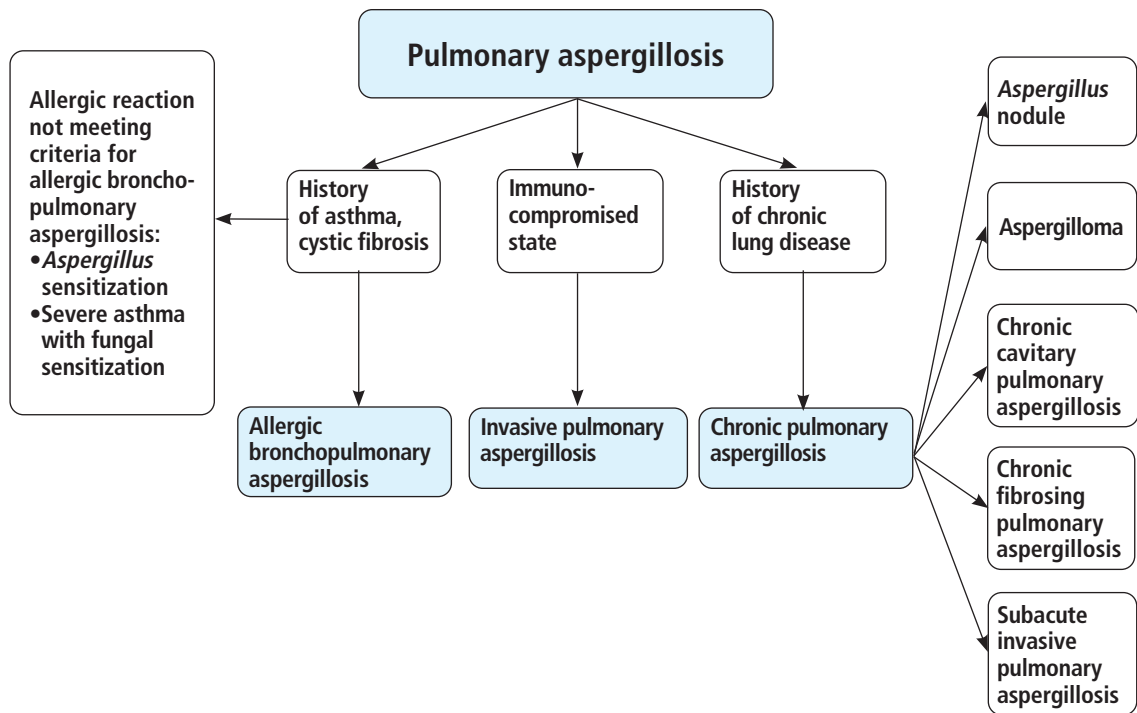 Pulmonary aspergillosis
Allergic reaction
not meeting
criteria for
allergic broncho-
pulmonary
aspergillosis:
•Aspergillus
sensitization
•Severe asthma
with fungal
sensitization
History
of asthma,
cystic fibrosis
Immuno-
compromised
state
History
of chronic
lung disease
Allergic
bronchopulmonary
aspergillosis
Invasive pulmonary
aspergillosis
Chronic pulmonary
aspergillosis
Aspergillus
nodule
Aspergilloma
Chronic
cavitary
pulmonary
aspergillosis
Chronic
fibrosing
pulmonary
aspergillosis
Subacute
invasive
pulmonary
aspergillosis